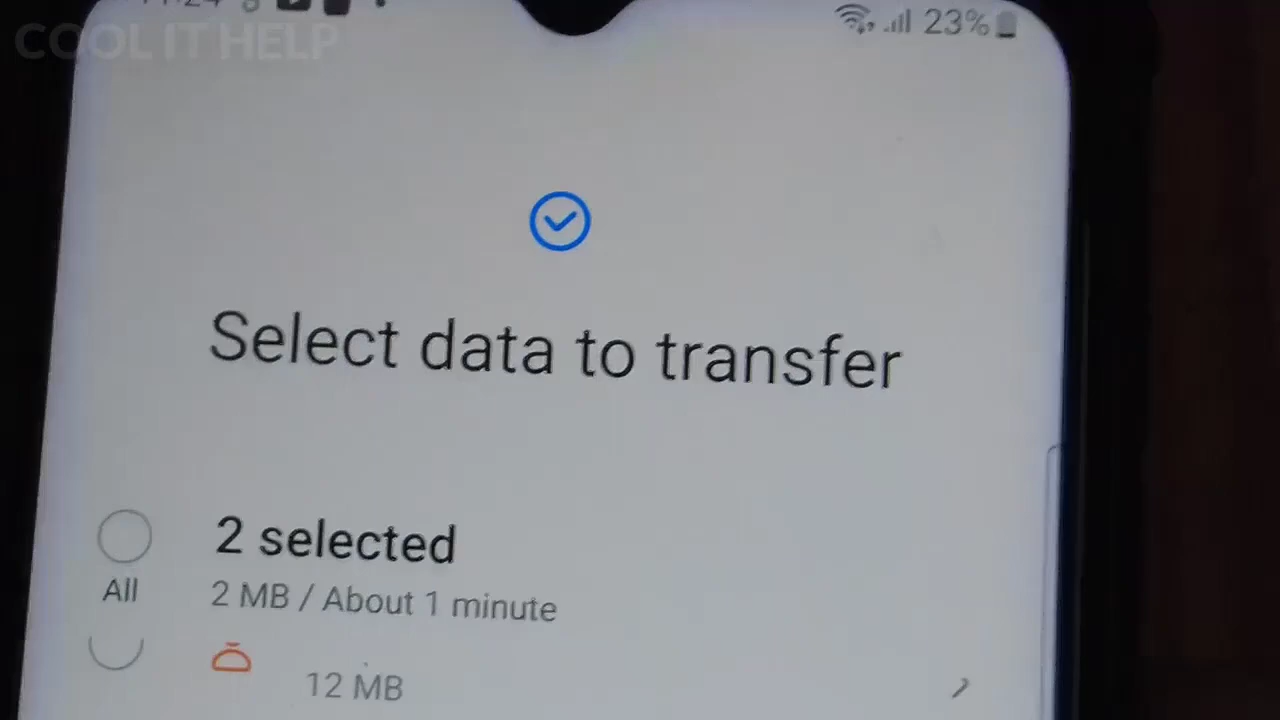 COOL IT HELP
23%
Select data to transfer
2 selected
All
2 MB / About 1 minute
12 MB